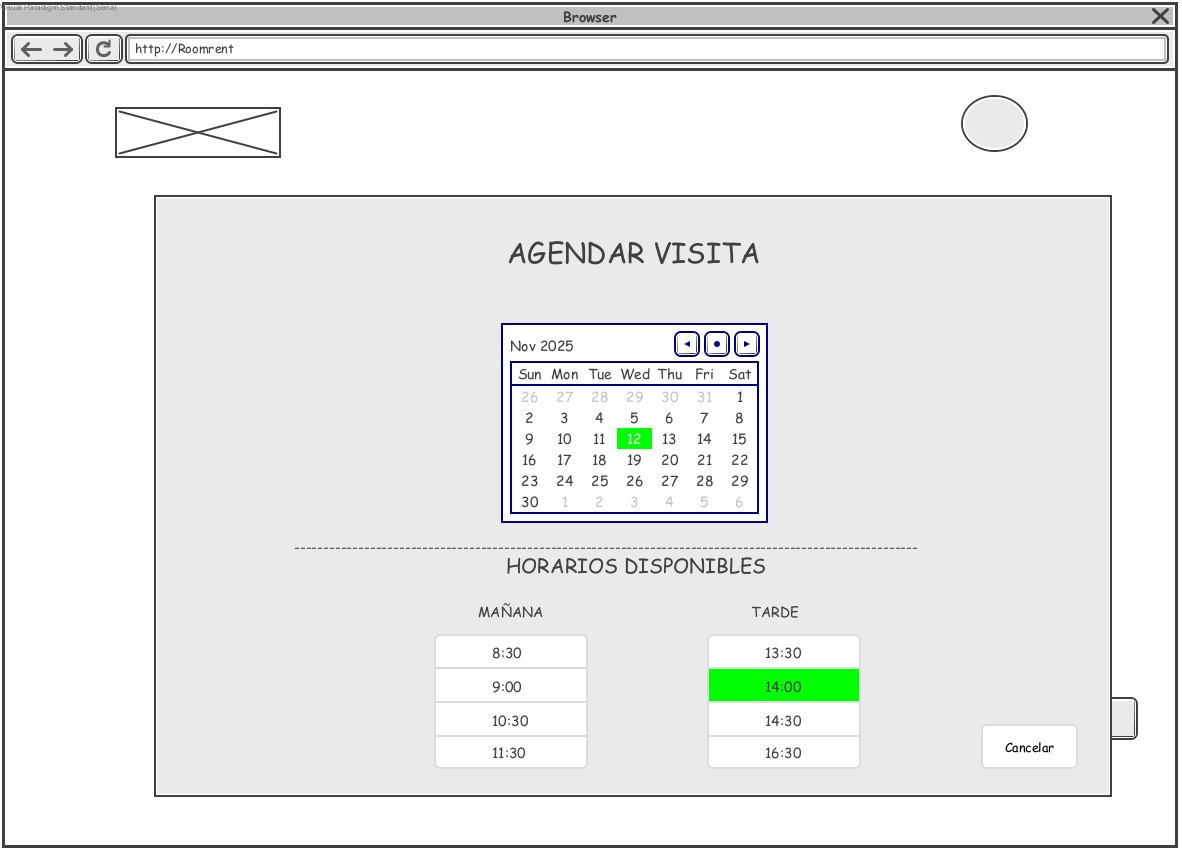 Visual Paradigm Standard(Sena)
Browser
http://Roomrent
AGENDAR VISITA
Nov 2025
Sun Mon Tue Wed Thu Fri Sat
26 27 28 29 30 31 1
2 3 4 5 6 7 8
9 10 11 12 13 14 15
16 17 18 19 20 21 22
23 24 25 26 27 28 29
30 1 2 3 4 5 6
HORARIOS DISPONIBLES
MAÑANA TARDE
8:30 13:30
9:00 14:00
10:30 14:30
11:30 16:30
Cancelar